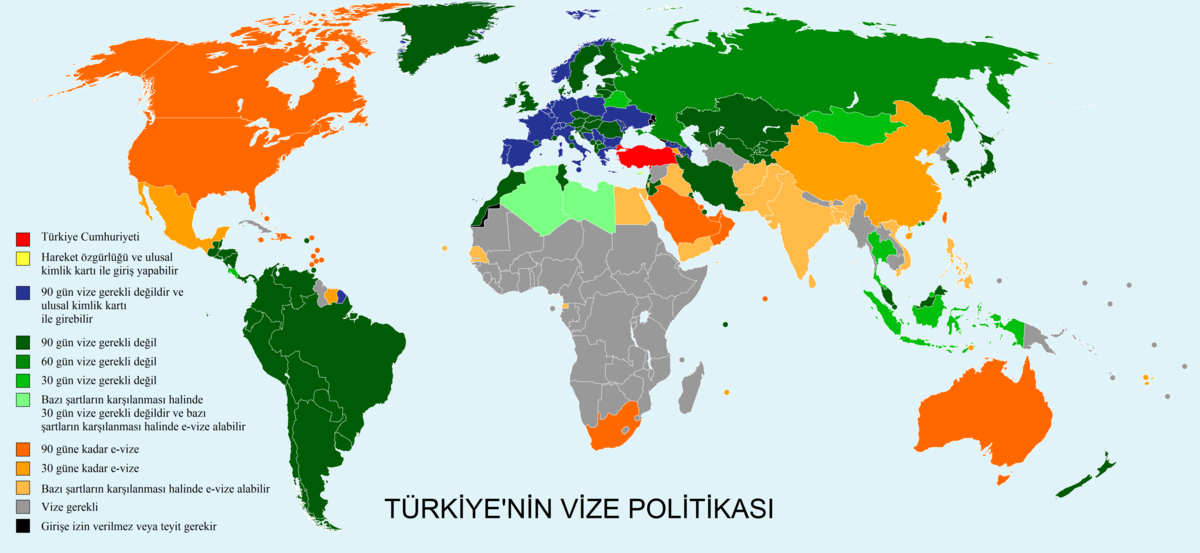 Türkiye Cumhuriyeti
Hareket özgürlüğü ve ulusal
kimlik kartı ile giriş yapabilir
90 gün vize gerekli değildir ve
ulusal kimlik kartı
ile girebilir
90 gün vize gerekli değil
60 gün vize gerekli değil
30 gün vize gerekli değil
Bazı şartların karşılanması halinde
30 gün vize gerekli değildir ve bazı
şartların karşılanması halinde e-vize alabilir
90 güne kadar e-vize
30 güne kadar e-vize
Bazı şartların karşılanması halinde e-vize alabilir
Vize gerekli
Girişe izin verilmez veya teyit gerekir
TÜRKİYE'NİN VİZE POLİTİKASI